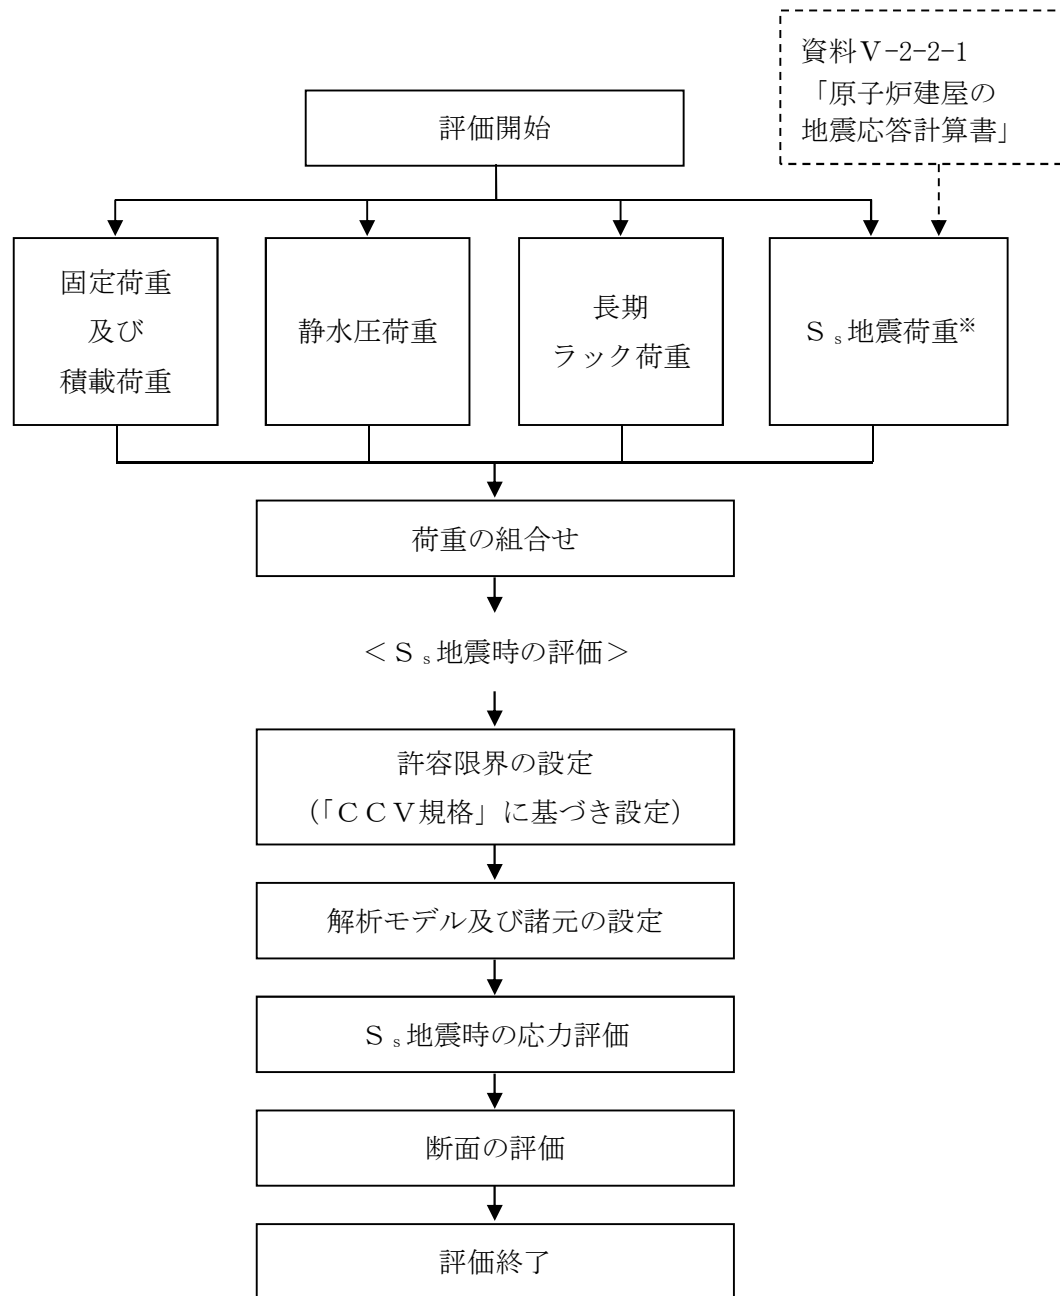 資料Ⅴ-2-2-1
「原子炉建屋の
地震応答計算書」
評価開始
固定荷重
及び
積載荷重
静水圧荷重
長期
ラック荷重
Ｓｓ地震荷重※
荷重の組合せ
＜Ｓｓ地震時の評価＞
許容限界の設定
（「ＣＣＶ規格」に基づき設定）
解析モデル及び諸元の設定
Ｓｓ地震時の応力評価
断面の評価
評価終了